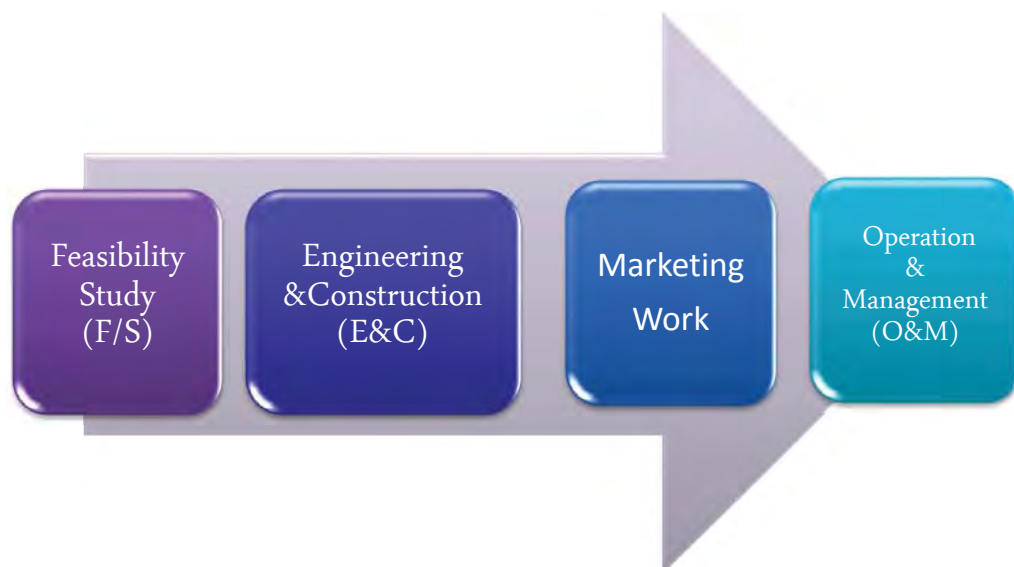 Feasibility
Study
(F/S)
Engineering
&Construction
(E&C)
Marketing
Work
Operation
&
Management
(O&M)